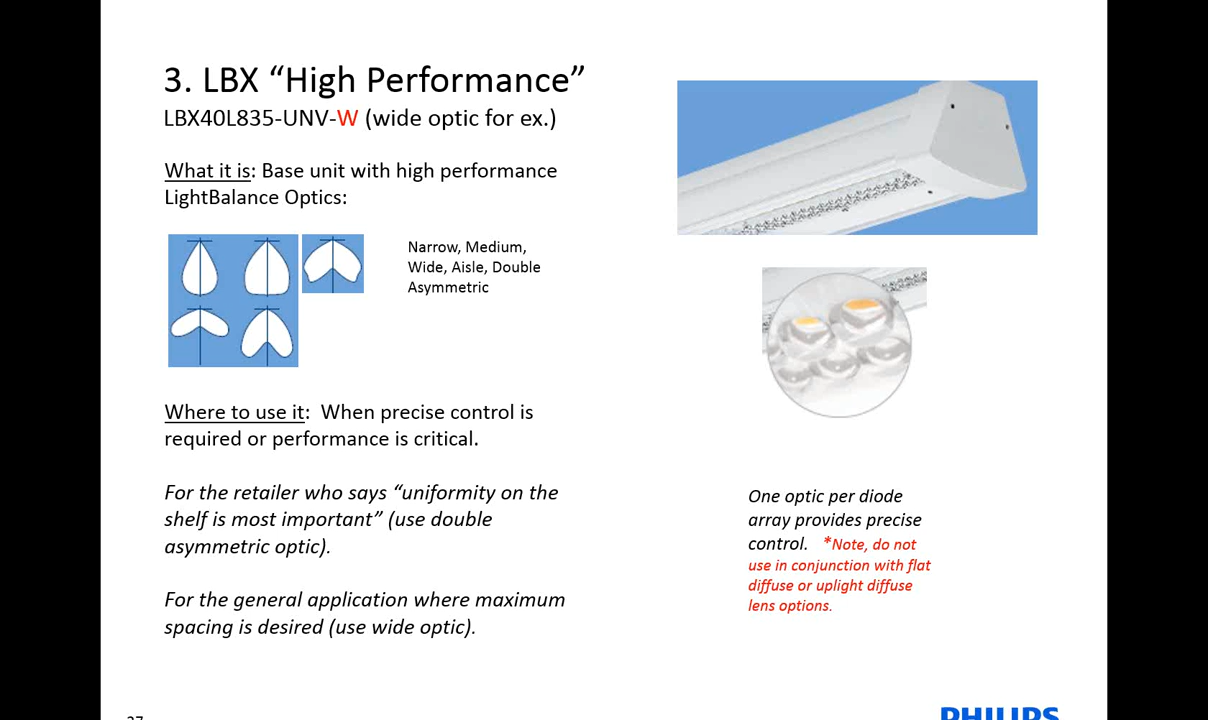 3. LBX “High Performance”
LBX40L835-UNV-W (wide optic for ex.)
What it is: Base unit with high performance
LightBalance Optics:
Narrow, Medium,
Wide, Aisle, Double
Asymmetric
Where to use it:  When precise control is
required or performance is critical.
For the retailer who says “uniformity on the
shelf is most important” (use double
asymmetric optic).
For the general application where maximum
spacing is desired (use wide optic).
One optic per diode
array provides precise
control.   *Note, do not
use in conjunction with flat
diffuse or uplight diffuse
lens options.
PHILIPS